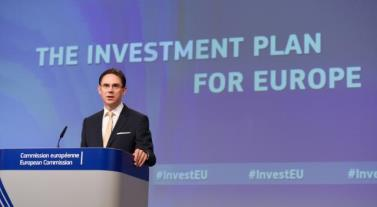 THE INVESTMENT PLAN
FOR EUROPE
Commission européenne
European Commission
#InvestEU #InvestEU #